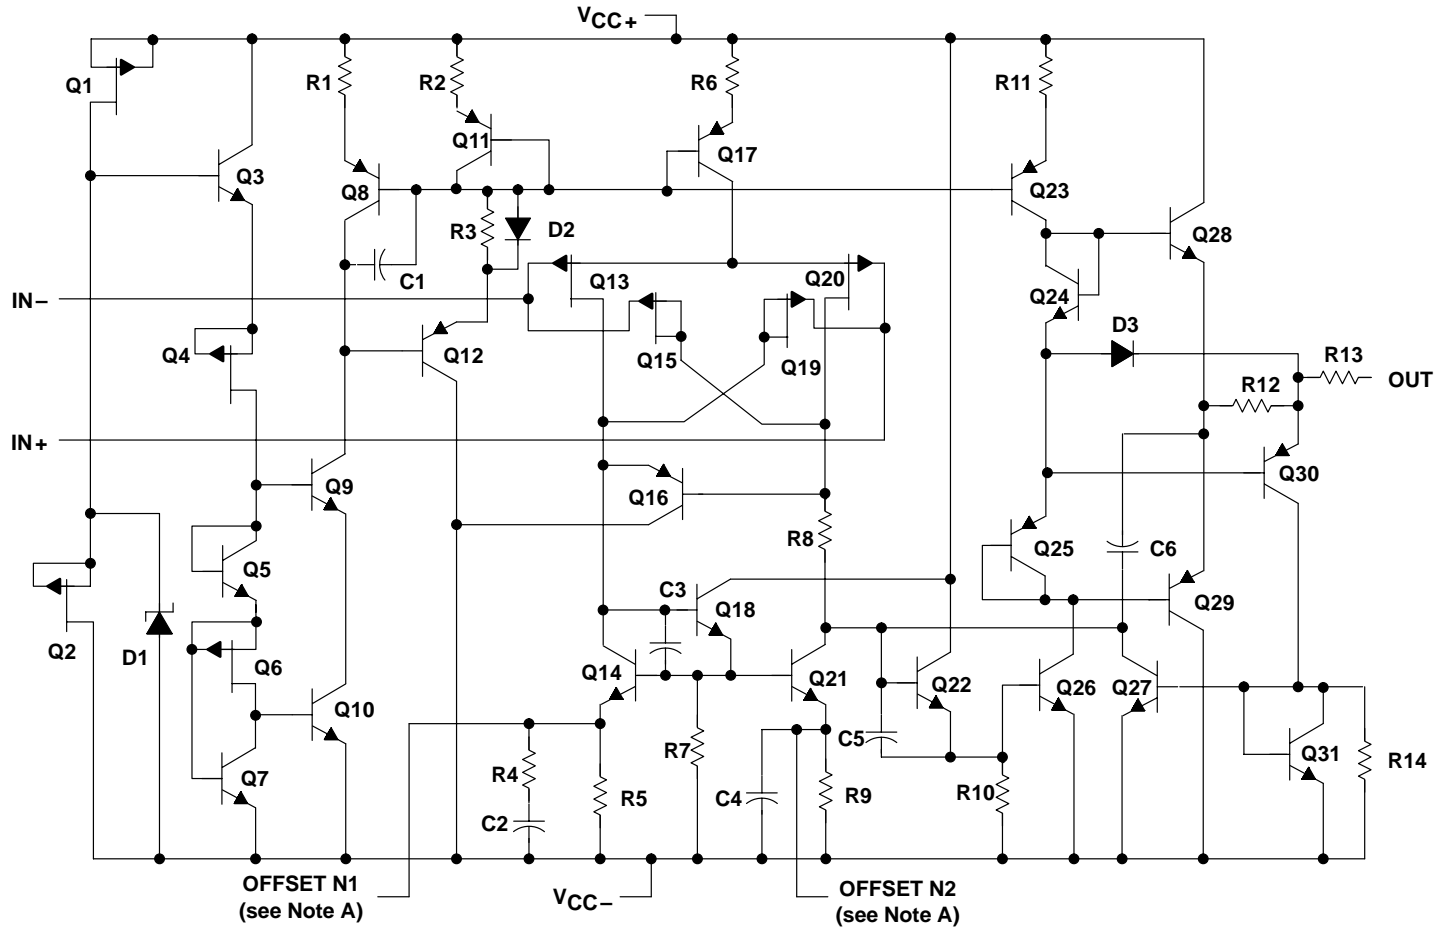 VCC+
Q1
R1
R2
R6
R11
Q11
Q17
Q3
Q8
Q23
R3
D2
Q28
C1
Q13
Q20
IN−
Q24
D3
Q4
Q12
Q15
Q19
R13
OUT
R12
IN+
Q9
Q16
Q30
R8
Q25
C6
Q5
C3
Q18
Q29
Q2
D1
Q6
Q14
Q21
Q22
Q26
Q27
Q10
C5
R7
Q7
R4
R5
C4
R9
R10
Q31
R14
C2
OFFSET N1
(see Note A)
VCC−
OFFSET N2
(see Note A)